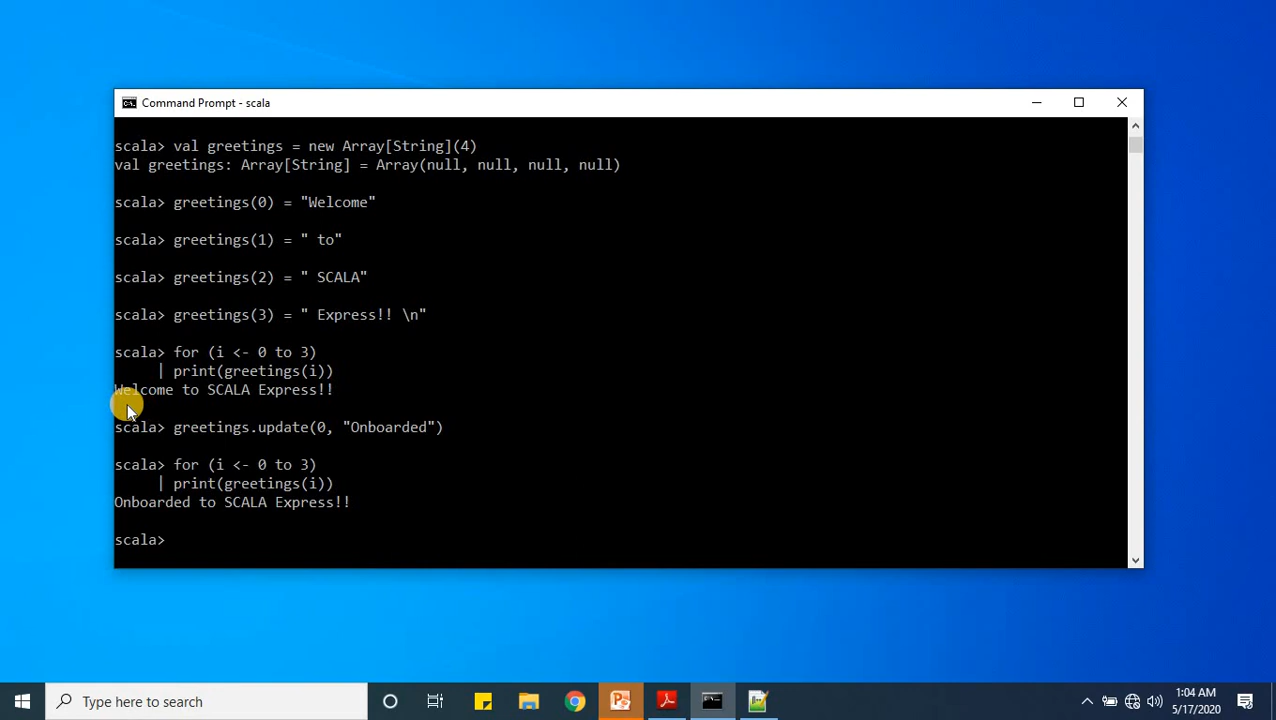 Command Prompt - scala
scala> val greetings = new Array[String](4)
val greetings: Array[String] = Array(null, null, null, null)
scala> greetings(0) = "Welcome"
scala> greetings(1) = " to"
scala> greetings(2) = " SCALA"
scala> greetings(3) = " Express!! \n"
scala> for (i <- 0 to 3)
| print(greetings(i))
Welcome to SCALA Express!!
scala> greetings.update(0, "Onboarded")
scala> for (i <- 0 to 3)
| print(greetings(i))
Onboarded to SCALA Express!!
scala>
Type here to search
1:04 AM
5/17/2020